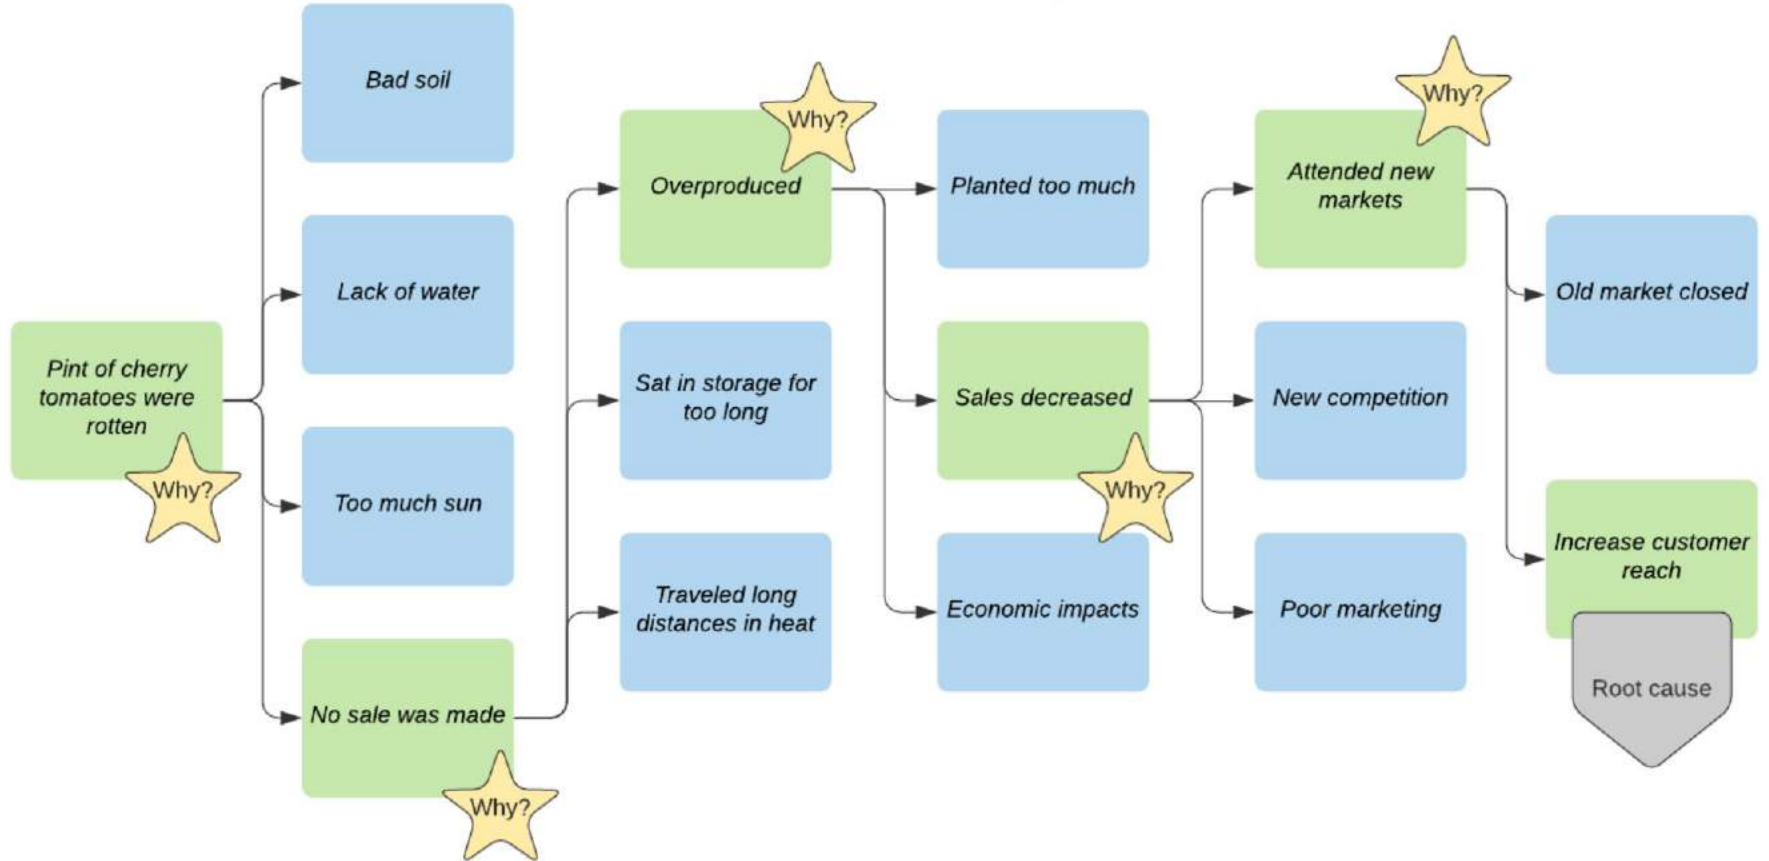 Bad soil
Lack of water
Pint of cherry
tomatoes were
rotten
Why?
Too much sun
No sale was made
Why?
Overproduced
Why?
Sat in storage for
too long
Traveled long
distances in heat
Planted too much
Sales decreased
Why?
Economic impacts
Attended new
markets
Why?
New competition
Poor marketing
Old market closed
Increase customer
reach
Root cause